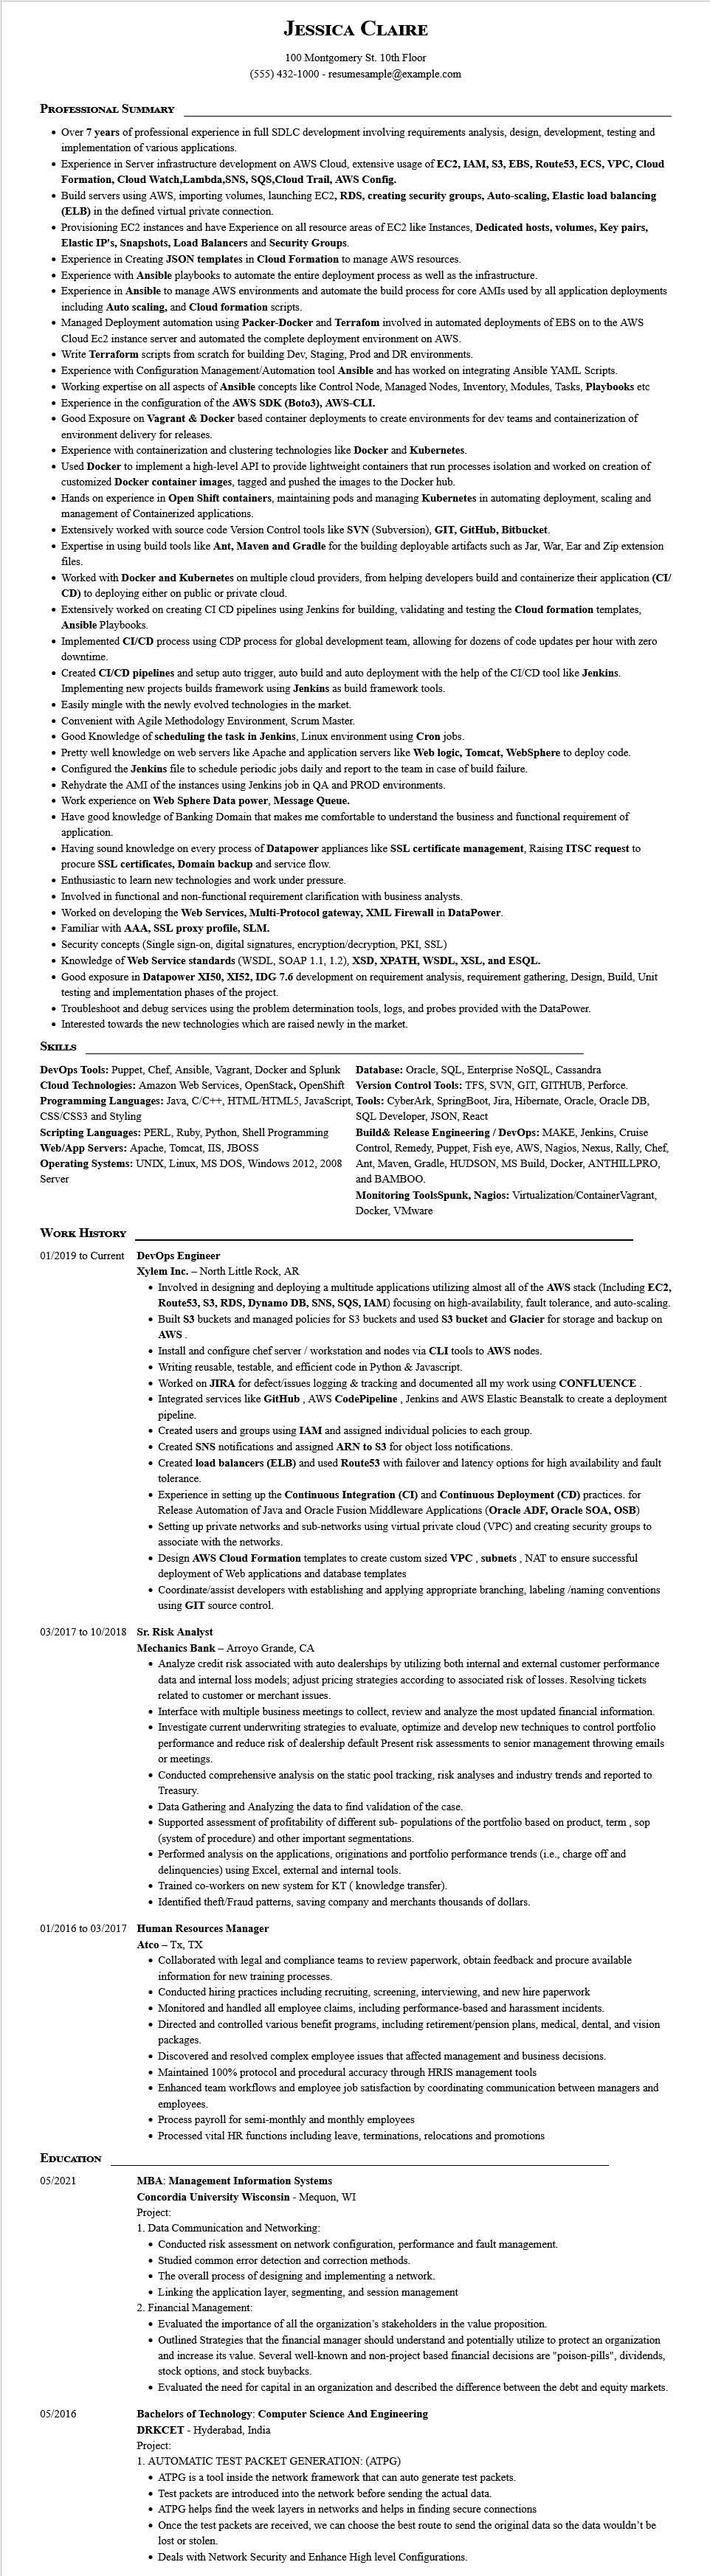 Jessica Claire
100 Montgomery St. 10th Floor
(555) 432-1000 - resumesample@example.com
Professional Summary
• Over 7 years of professional experience in full SDLC development involving requirements analysis, design, development, testing and
implementation of various applications.
• Experience in Server infrastructure development on AWS Cloud, extensive usage of EC2, IAM, S3, EBS, Route53, ECS, VPC, Cloud
Formation, Cloud Watch,Lambda,SNS, SQS,Cloud Trail, AWS Config.
• Build servers using AWS, importing volumes, launching EC2, RDS, creating security groups, Auto-scaling, Elastic load balancing
(ELB) in the defined virtual private connection.
• Provisioning EC2 instances and have Experience on all resource areas of EC2 like Instances, Dedicated hosts, volumes, Key pairs,
Elastic IP's, Snapshots, Load Balancers and Security Groups.
• Experience in Creating JSON templates in Cloud Formation to manage AWS resources.
• Experience with Ansible playbooks to automate the entire deployment process as well as the infrastructure.
• Experience in Ansible to manage AWS environments and automate the build process for core AMIs used by all application deployments
including Auto scaling, and Cloud formation scripts.
• Managed Deployment automation using Packer-Docker and Terrafom involved in automated deployments of EBS on to the AWS
Cloud Ec2 instance server and automated the complete deployment environment on AWS.
• Write Terraform scripts from scratch for building Dev, Staging, Prod and DR environments.
• Experience with Configuration Management/Automation tool Ansible and has worked on integrating Ansible YAML Scripts.
• Working expertise on all aspects of Ansible concepts like Control Node, Managed Nodes, Inventory, Modules, Tasks, Playbooks etc
• Experience in the configuration of the AWS SDK (Boto3), AWS-CLI.
• Good Exposure on Vagrant & Docker based container deployments to create environments for dev teams and containerization of
environment delivery for releases.
• Experience with containerization and clustering technologies like Docker and Kubernetes.
• Used Docker to implement a high-level API to provide lightweight containers that run processes isolation and worked on creation of
customized Docker container images, tagged and pushed the images to the Docker hub.
• Hands on experience in Open Shift containers, maintaining pods and managing Kubernetes in automating deployment, scaling and
management of Containerized applications.
• Extensively worked with source code Version Control tools like SVN (Subversion), GIT, GitHub, Bitbucket.
• Expertise in using build tools like Ant, Maven and Gradle for the building deployable artifacts such as Jar, War, Ear and Zip extension
files.
• Worked with Docker and Kubernetes on multiple cloud providers, from helping developers build and containerize their application (CI/
CD) to deploying either on public or private cloud.
• Extensively worked on creating CI CD pipelines using Jenkins for building, validating and testing the Cloud formation templates,
Ansible Playbooks.
• Implemented CI/CD process using CDP process for global development team, allowing for dozens of code updates per hour with zero
downtime.
• Created CI/CD pipelines and setup auto trigger, auto build and auto deployment with the help of the CI/CD tool like Jenkins.
Implementing new projects builds framework using Jenkins as build framework tools.
• Easily mingle with the newly evolved technologies in the market.
• Convenient with Agile Methodology Environment, Scrum Master.
• Good Knowledge of scheduling the task in Jenkins, Linux environment using Cron jobs.
• Pretty well knowledge on web servers like Apache and application servers like Web logic, Tomcat, WebSphere to deploy code.
• Configured the Jenkins file to schedule periodic jobs daily and report to the team in case of build failure.
• Rehydrate the AMI of the instances using Jenkins job in QA and PROD environments.
• Work experience on Web Sphere Data power, Message Queue.
• Have good knowledge of Banking Domain that makes me comfortable to understand the business and functional requirement of
application.
• Having sound knowledge on every process of Datapower appliances like SSL certificate management, Raising ITSC request to
procure SSL certificates, Domain backup and service flow.
• Enthusiastic to learn new technologies and work under pressure.
• Involved in functional and non-functional requirement clarification with business analysts.
• Worked on developing the Web Services, Multi-Protocol gateway, XML Firewall in DataPower.
• Familiar with AAA, SSL proxy profile, SLM.
• Security concepts (Single sign-on, digital signatures, encryption/decryption, PKI, SSL)
• Knowledge of Web Service standards (WSDL, SOAP 1.1, 1.2), XSD, XPATH, WSDL, XSL, and ESQL.
• Good exposure in Datapower XI50, XI52, IDG 7.6 development on requirement analysis, requirement gathering, Design, Build, Unit
testing and implementation phases of the project.
• Troubleshoot and debug services using the problem determination tools, logs, and probes provided with the DataPower.
• Interested towards the new technologies which are raised newly in the market.
Skills
DevOps Tools: Puppet, Chef, Ansible, Vagrant, Docker and Splunk
Cloud Technologies: Amazon Web Services, OpenStack, OpenShift
Programming Languages: Java, C/C++, HTML/HTML5, JavaScript,
CSS/CSS3 and Styling
Scripting Languages: PERL, Ruby, Python, Shell Programming
Web/App Servers: Apache, Tomcat, IIS, JBOSS
Operating Systems: UNIX, Linux, MS DOS, Windows 2012, 2008
Server
Database: Oracle, SQL, Enterprise NoSQL, Cassandra
Version Control Tools: TFS, SVN, GIT, GITHUB, Perforce.
Tools: CyberArk, SpringBoot, Jira, Hibernate, Oracle, Oracle DB,
SQL Developer, JSON, React
Build& Release Engineering / DevOps: MAKE, Jenkins, Cruise
Control, Remedy, Puppet, Fish eye, AWS, Nagios, Nexus, Rally, Chef,
Ant, Maven, Gradle, HUDSON, MS Build, Docker, ANTHILLPRO,
and BAMBOO.
Monitoring ToolsSpunk, Nagios: Virtualization/ContainerVagrant,
Docker, VMware
Work History
01/2019 to Current DevOps Engineer
Xylem Inc. – North Little Rock, AR
• Involved in designing and deploying a multitude applications utilizing almost all of the AWS stack (Including EC2,
Route53, S3, RDS, Dynamo DB, SNS, SQS, IAM) focusing on high-availability, fault tolerance, and auto-scaling.
• Built S3 buckets and managed policies for S3 buckets and used S3 bucket and Glacier for storage and backup on
AWS .
• Install and configure chef server / workstation and nodes via CLI tools to AWS nodes.
• Writing reusable, testable, and efficient code in Python & Javascript.
• Worked on JIRA for defect/issues logging & tracking and documented all my work using CONFLUENCE .
• Integrated services like GitHub , AWS CodePipeline , Jenkins and AWS Elastic Beanstalk to create a deployment
pipeline.
• Created users and groups using IAM and assigned individual policies to each group.
• Created SNS notifications and assigned ARN to S3 for object loss notifications.
• Created load balancers (ELB) and used Route53 with failover and latency options for high availability and fault
tolerance.
• Experience in setting up the Continuous Integration (CI) and Continuous Deployment (CD) practices. for
Release Automation of Java and Oracle Fusion Middleware Applications (Oracle ADF, Oracle SOA, OSB)
• Setting up private networks and sub-networks using virtual private cloud (VPC) and creating security groups to
associate with the networks.
• Design AWS Cloud Formation templates to create custom sized VPC , subnets , NAT to ensure successful
deployment of Web applications and database templates
• Coordinate/assist developers with establishing and applying appropriate branching, labeling /naming conventions
using GIT source control.
03/2017 to 10/2018 Sr. Risk Analyst
Mechanics Bank – Arroyo Grande, CA
• Analyze credit risk associated with auto dealerships by utilizing both internal and external customer performance
data and internal loss models; adjust pricing strategies according to associated risk of losses. Resolving tickets
related to customer or merchant issues.
• Interface with multiple business meetings to collect, review and analyze the most updated financial information.
• Investigate current underwriting strategies to evaluate, optimize and develop new techniques to control portfolio
performance and reduce risk of dealership default Present risk assessments to senior management throwing emails
or meetings.
• Conducted comprehensive analysis on the static pool tracking, risk analyses and industry trends and reported to
Treasury.
• Data Gathering and Analyzing the data to find validation of the case.
• Supported assessment of profitability of different sub- populations of the portfolio based on product, term , sop
(system of procedure) and other important segmentations.
• Performed analysis on the applications, originations and portfolio performance trends (i.e., charge off and
delinquencies) using Excel, external and internal tools.
• Trained co-workers on new system for KT ( knowledge transfer).
• Identified theft/Fraud patterns, saving company and merchants thousands of dollars.
01/2016 to 03/2017 Human Resources Manager
Atco – Tx, TX
• Collaborated with legal and compliance teams to review paperwork, obtain feedback and procure available
information for new training processes.
• Conducted hiring practices including recruiting, screening, interviewing, and new hire paperwork
• Monitored and handled all employee claims, including performance-based and harassment incidents.
• Directed and controlled various benefit programs, including retirement/pension plans, medical, dental, and vision
packages.
• Discovered and resolved complex employee issues that affected management and business decisions.
• Maintained 100% protocol and procedural accuracy through HRIS management tools
• Enhanced team workflows and employee job satisfaction by coordinating communication between managers and
employees.
• Process payroll for semi-monthly and monthly employees
• Processed vital HR functions including leave, terminations, relocations and promotions
Education
05/2021 MBA: Management Information Systems
Concordia University Wisconsin - Mequon, WI
Project:
1. Data Communication and Networking:
• Conducted risk assessment on network configuration, performance and fault management.
• Studied common error detection and correction methods.
• The overall process of designing and implementing a network.
• Linking the application layer, segmenting, and session management
2. Financial Management:
• Evaluated the importance of all the organization’s stakeholders in the value proposition.
• Outlined Strategies that the financial manager should understand and potentially utilize to protect an organization
and increase its value. Several well-known and non-project based financial decisions are "poison-pills", dividends,
stock options, and stock buybacks.
• Evaluated the need for capital in an organization and described the difference between the debt and equity markets.
05/2016 Bachelors of Technology: Computer Science And Engineering
DRKCET - Hyderabad, India
Project:
1. AUTOMATIC TEST PACKET GENERATION: (ATPG)
• ATPG is a tool inside the network framework that can auto generate test packets.
• Test packets are introduced into the network before sending the actual data.
• ATPG helps find the week layers in networks and helps in finding secure connections
• Once the test packets are received, we can choose the best route to send the original data so the data wouldn’t be
lost or stolen.
• Deals with Network Security and Enhance High level Configurations.